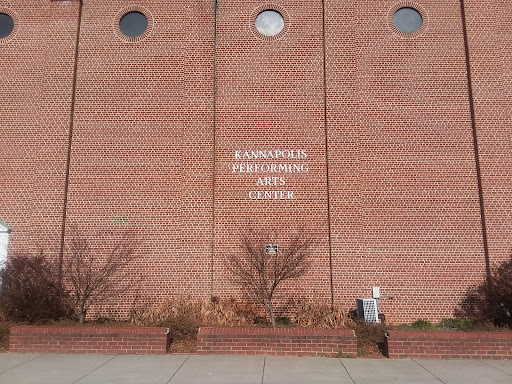 KANNAPOLIS
PERFORMING
ARTS
CENTER